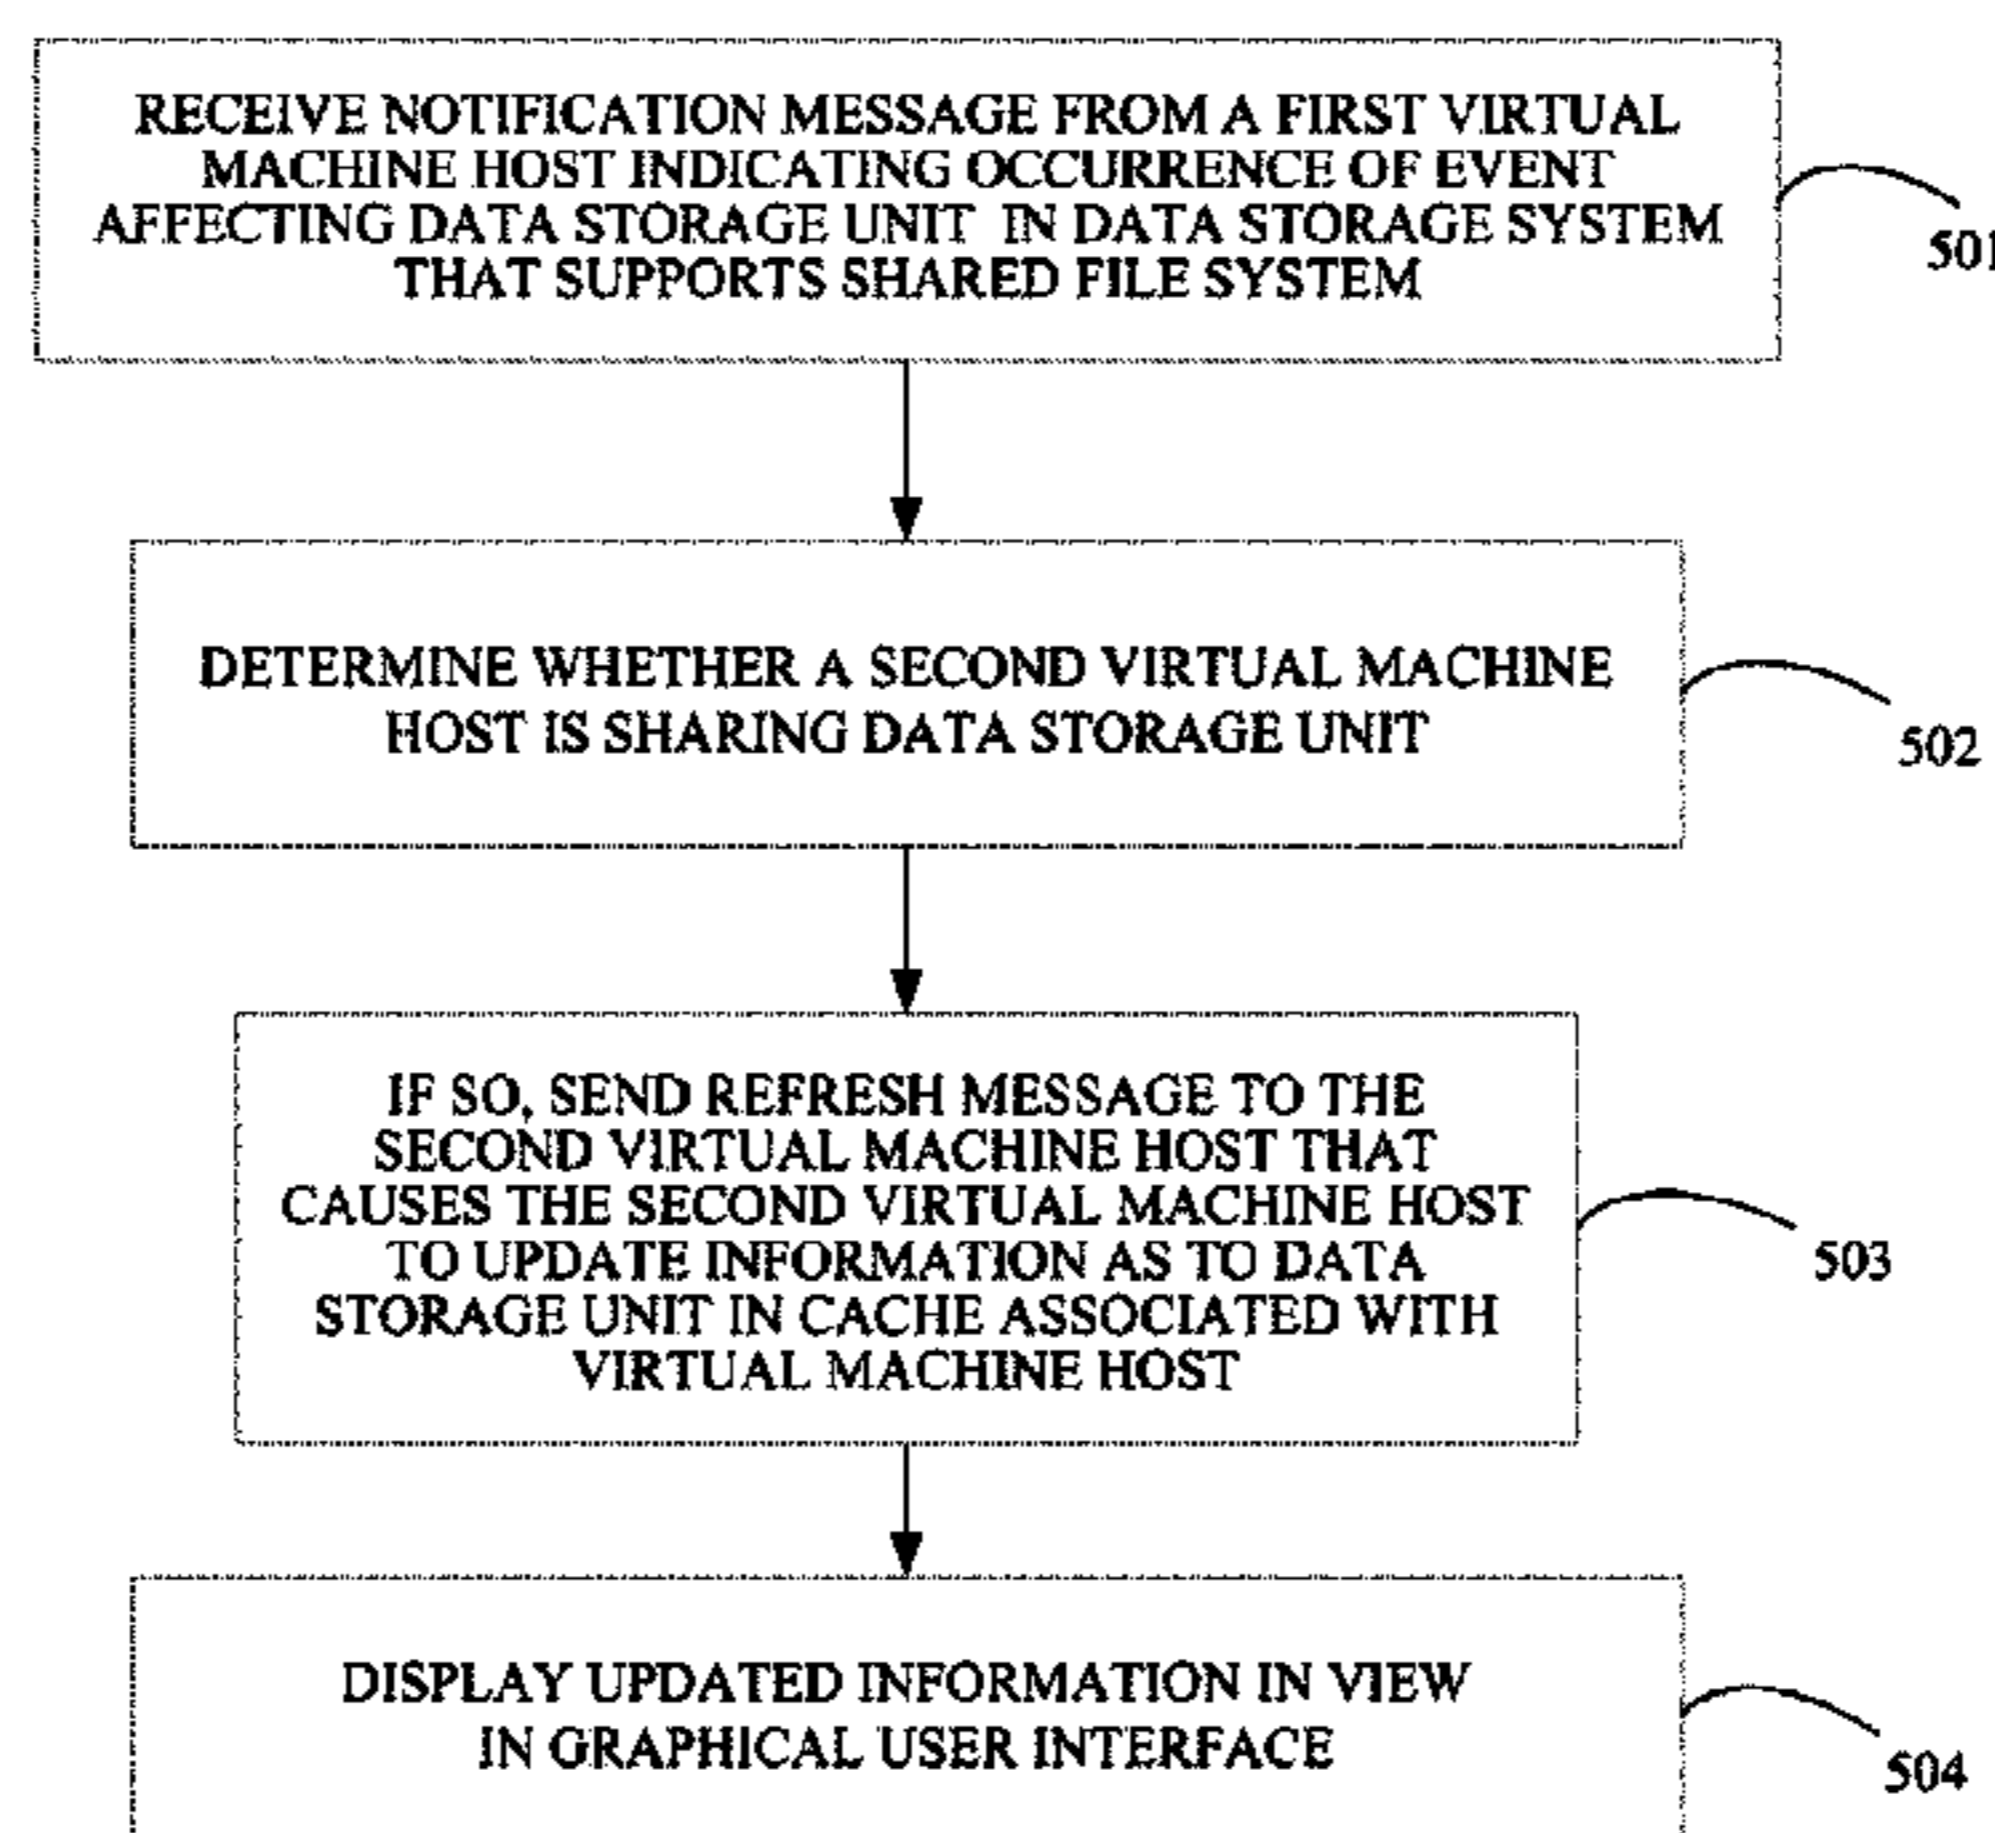 RECEIVE NOTIFICATION MESSAGE FROM A FIRST VIRTUAL
MACHINE HOST INDICATING OCCURRENCE OF EVENT
AFFECTING DATA STORAGE UNIT IN DATA STORAGE SYSTEM
THAT SUPPORTS SHARED FILE SYSTEM
501
DETERMINE WHETHER A SECOND VIRTUAL MACHINE
HOST IS SHARING DATA STORAGE UNIT
502
IF SO, SEND REFRESH MESSAGE TO THE
SECOND VIRTUAL MACHINE HOST THAT
CAUSES THE SECOND VIRTUAL MACHINE HOST
TO UPDATE INFORMATION AS TO DATA
STORAGE UNIT IN CACHE ASSOCIATED WITH
VIRTUAL MACHINE HOST
503
DISPLAY UPDATED INFORMATION IN VIEW
IN GRAPHICAL USER INTERFACE
504